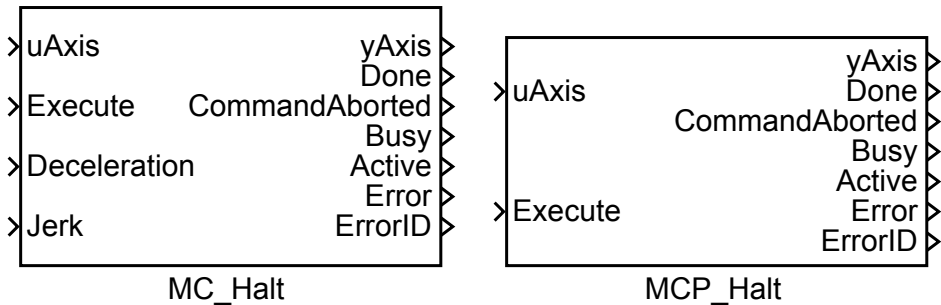 uAxis
Execute
Deceleration
Jerk
yAxis
Done
CommandAborted
Busy
Active
Error
ErrorID
MC_Halt
uAxis
Execute
yAxis
Done
CommandAborted
Busy
Active
Error
ErrorID
MCP_Halt